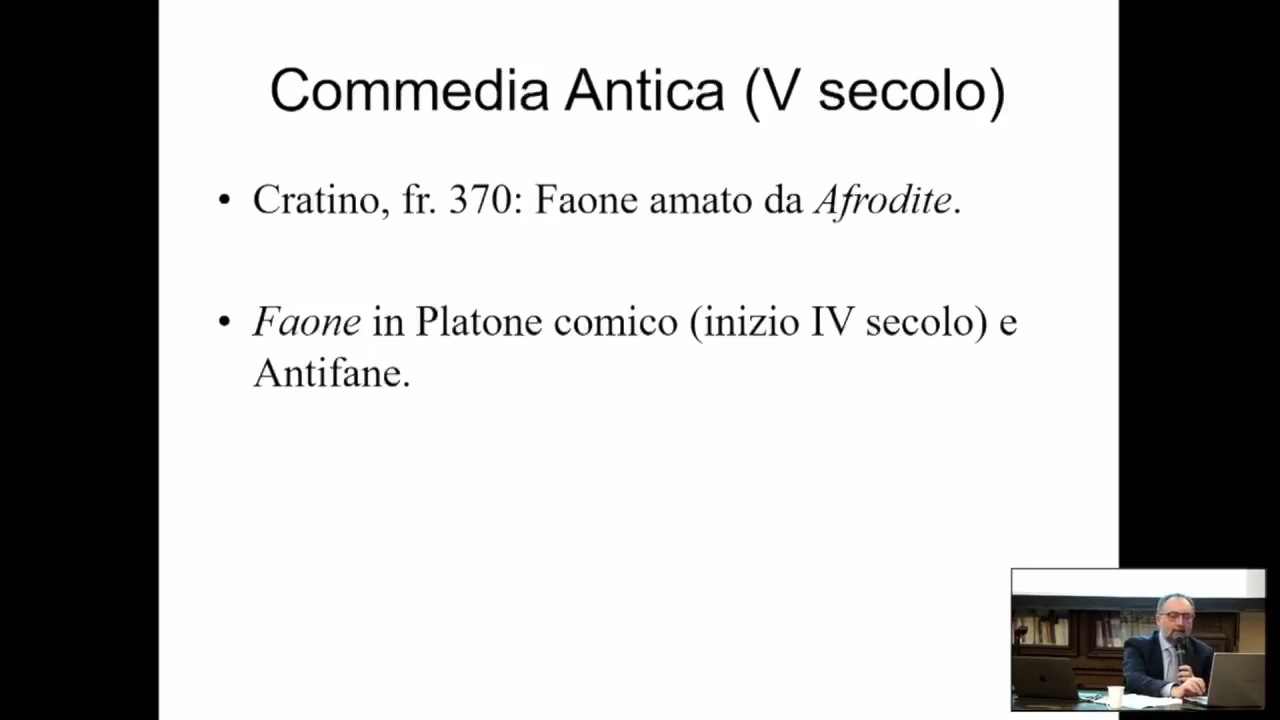 Commedia Antica (V secolo)
• Cratino, fr. 370: Faone amato da Afrodite.
• Faone in Platone comico (inizio IV secolo) e
Antifane.